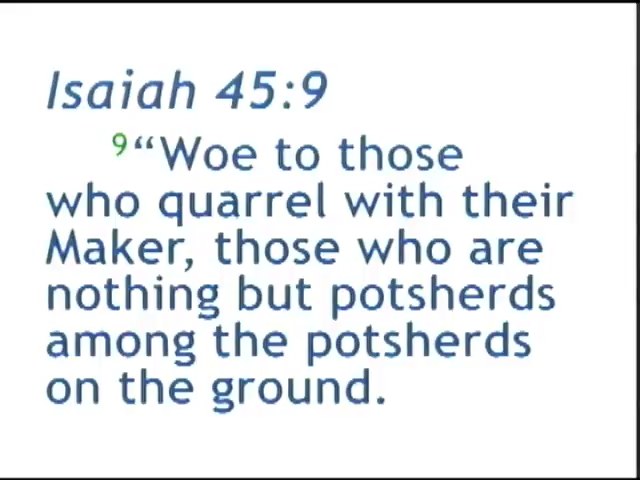 Isaiah 45:9
9“Woe to those
who quarrel with their
Maker, those who are
nothing but potsherds
among the potsherds
on the ground.